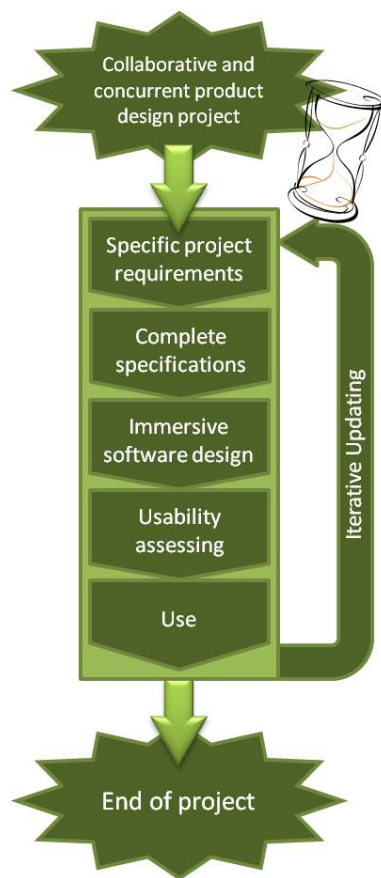 Collaborative and
concurrent product
design project
Specific project
requirements
Complete
specifications
Immersive
software design
Usability
assessing
Use
Iterative Updating
End of project